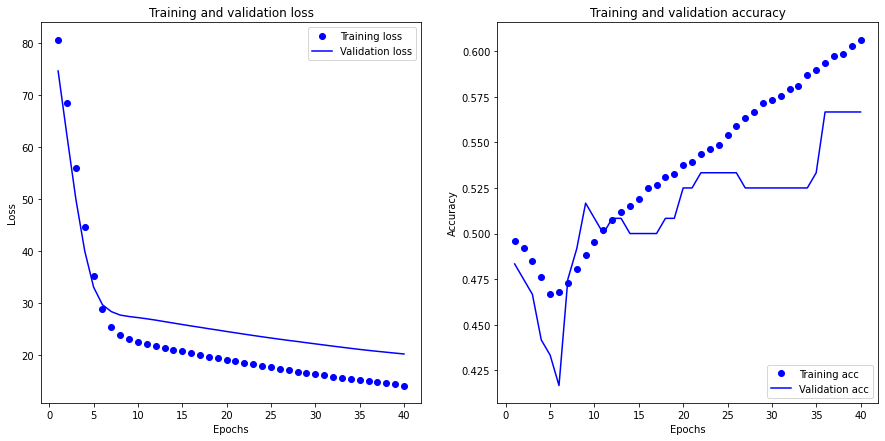 Training and validation loss
Training loss
Validation loss
80
70
60
50
40
30
20
Loss
0 5 10 15 20 25 30 35 40
Epochs
Training and validation accuracy
0.600
0.575
0.550
0.525
0.500
0.475
0.450
0.425
Accuracy
Training acc
Validation acc
0 5 10 15 20 25 30 35 40
Epochs